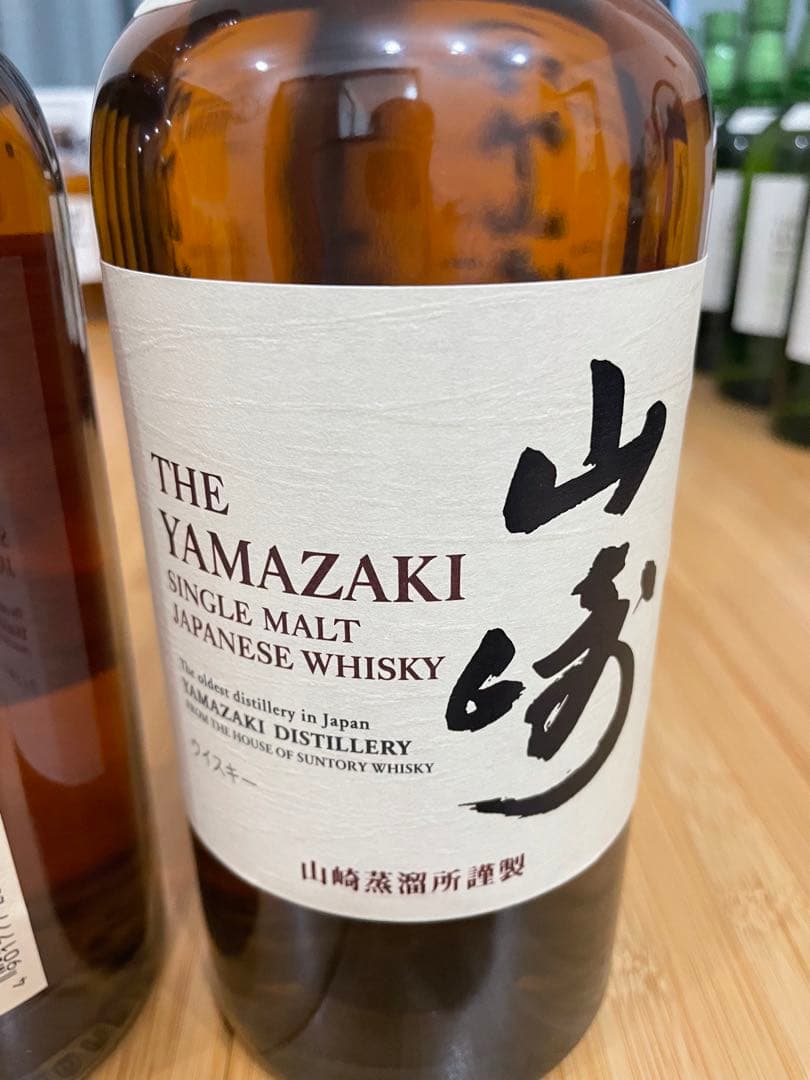 山崎
THE
YAMAZAKI
SINGLE MALT
JAPANESE WHISKY
The oldest distillery in Japan
YAMAZAKI DISTILLERY
FROM THE HOUSE OF SUNTORY WHISKY
ウイスキー
山崎蒸溜所謹製